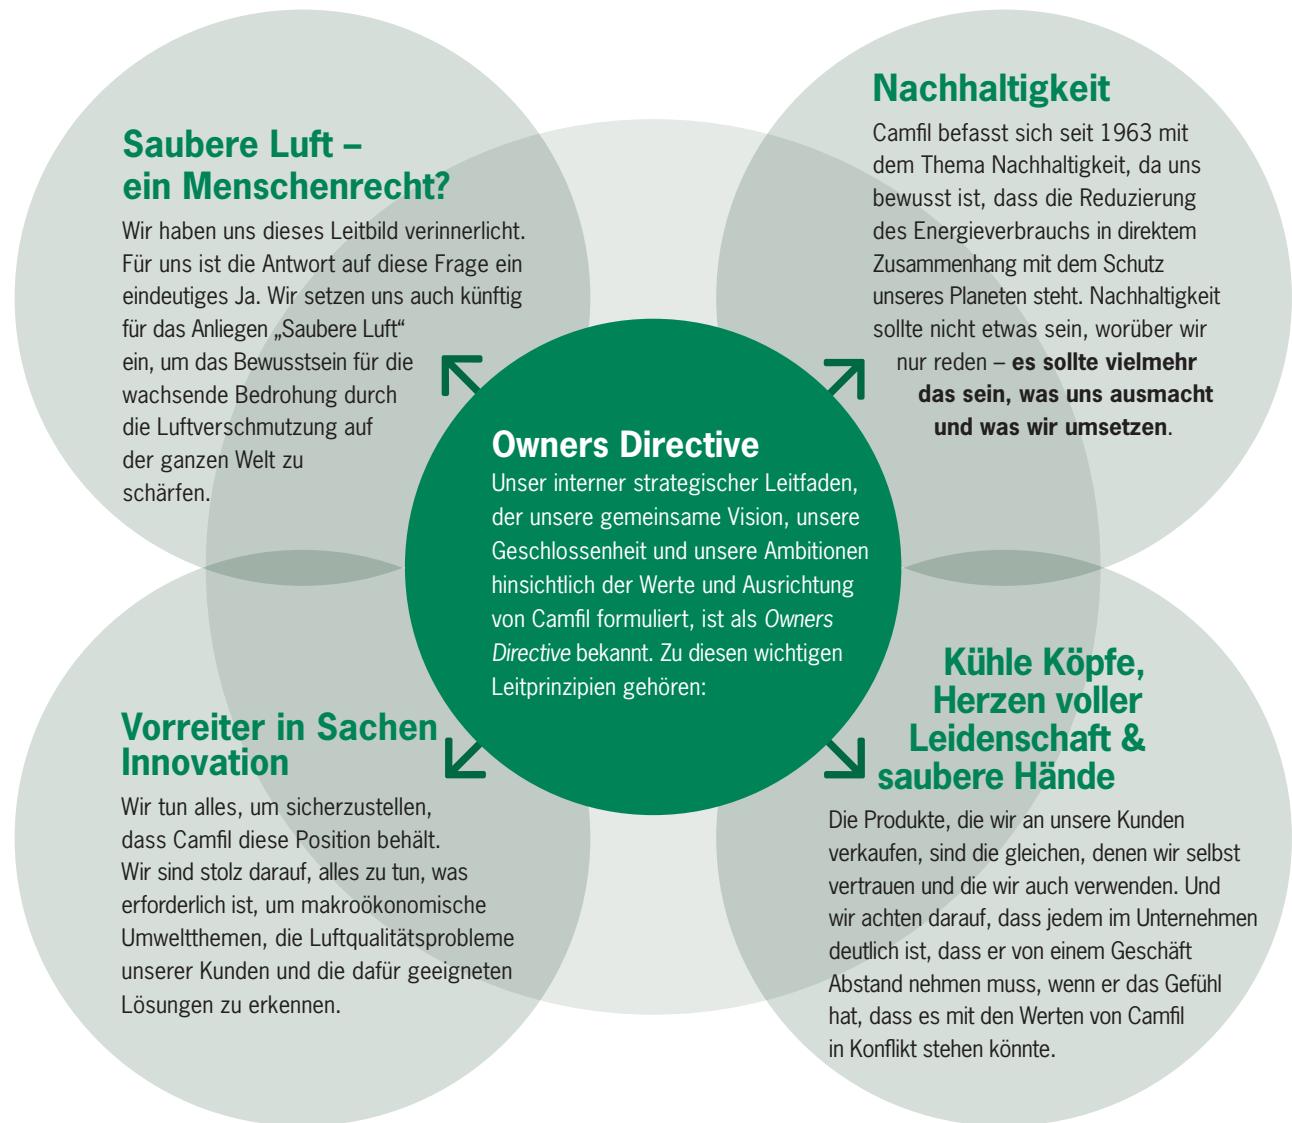 Saubere Luft –
ein Menschenrecht?
Wir haben uns dieses Leitbild verinnerlicht.
Für uns ist die Antwort auf diese Frage ein
eindeutiges Ja. Wir setzen uns auch künftig
für das Anliegen „Saubere Luft“
ein, um das Bewusstsein für die
wachsende Bedrohung durch
die Luftverschmutzung auf
der ganzen Welt zu
schärfen.
Nachhaltigkeit
Camfil befasst sich seit 1963 mit
dem Thema Nachhaltigkeit, da uns
bewusst ist, dass die Reduzierung
des Energieverbrauchs in direktem
Zusammenhang mit dem Schutz
unseres Planeten steht. Nachhaltigkeit
sollte nicht etwas sein, worüber wir
nur reden – es sollte vielmehr
das sein, was uns ausmacht
und was wir umsetzen.
Owners Directive
Unser interner strategischer Leitfaden,
der unsere gemeinsame Vision, unsere
Geschlossenheit und unsere Ambitionen
hinsichtlich der Werte und Ausrichtung
von Camfil formuliert, ist als Owners
Directive bekannt. Zu diesen wichtigen
Leitprinzipien gehören:
Vorreiter in Sachen
Innovation
Wir tun alles, um sicherzustellen,
dass Camfil diese Position behält.
Wir sind stolz darauf, alles zu tun, was
erforderlich ist, um makroökonomische
Umweltthemen, die Luftqualitätsprobleme
unserer Kunden und die dafür geeigneten
Lösungen zu erkennen.
Kühle Köpfe,
Herzen voller
Leidenschaft &
saubere Hände
Die Produkte, die wir an unsere Kunden
verkaufen, sind die gleichen, denen wir selbst
vertrauen und die wir auch verwenden. Und
wir achten darauf, dass jedem im Unternehmen
deutlich ist, dass er von einem Geschäft
Abstand nehmen muss, wenn er das Gefühl
hat, dass es mit den Werten von Camfil
in Konflikt stehen könnte.